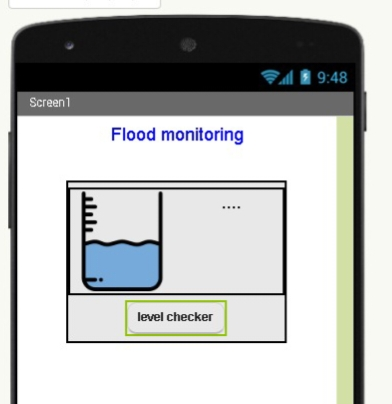 9:48
Screen1
Flood monitoring
....
level checker